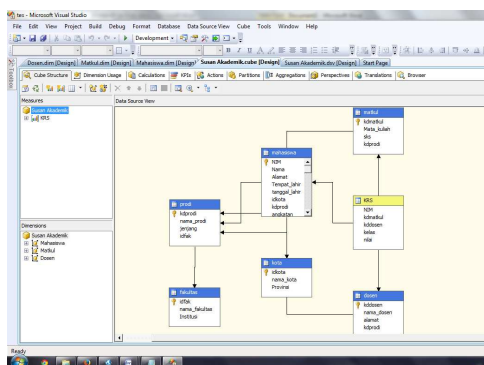 tes - Microsoft Visual Studio
File Edit View Project Build Debug Format Database Data Source View Cube Tools Window Help
Development
Toolbox
Dosen.dim [Design] Matkul.dim [Design] Mahasiswa.dim [Design] Susan Akademik.cube [Design] Susan Akademik.dsv [Design] Start Page
Cube Structure Dimension Usage Calculations KPIs Actions Partitions Aggregations Perspectives Translations Browser
Measures
Susan Akademik
KRS
Dimensions
Susan Akademik
Mahasiswa
Matkul
Dosen
Data Source View
matkul
kdmatkul
Mata_kuliah
sks
kdprodi
mahasiswa
NIM
Nama
Alamat
Tempat_lahir
tanggal_lahir
idkota
kdprodi
angkatan
KRS
NIM
kdmatkul
kddosen
kelas
nilai
prodi
kdprodi
nama_prodi
jenjang
idfak
kota
idkota
nama_kota
Provinsi
fakultas
idfak
nama_fakultas
Institusi
dosen
kddosen
nama_dosen
alamat
kdprodi
Ready